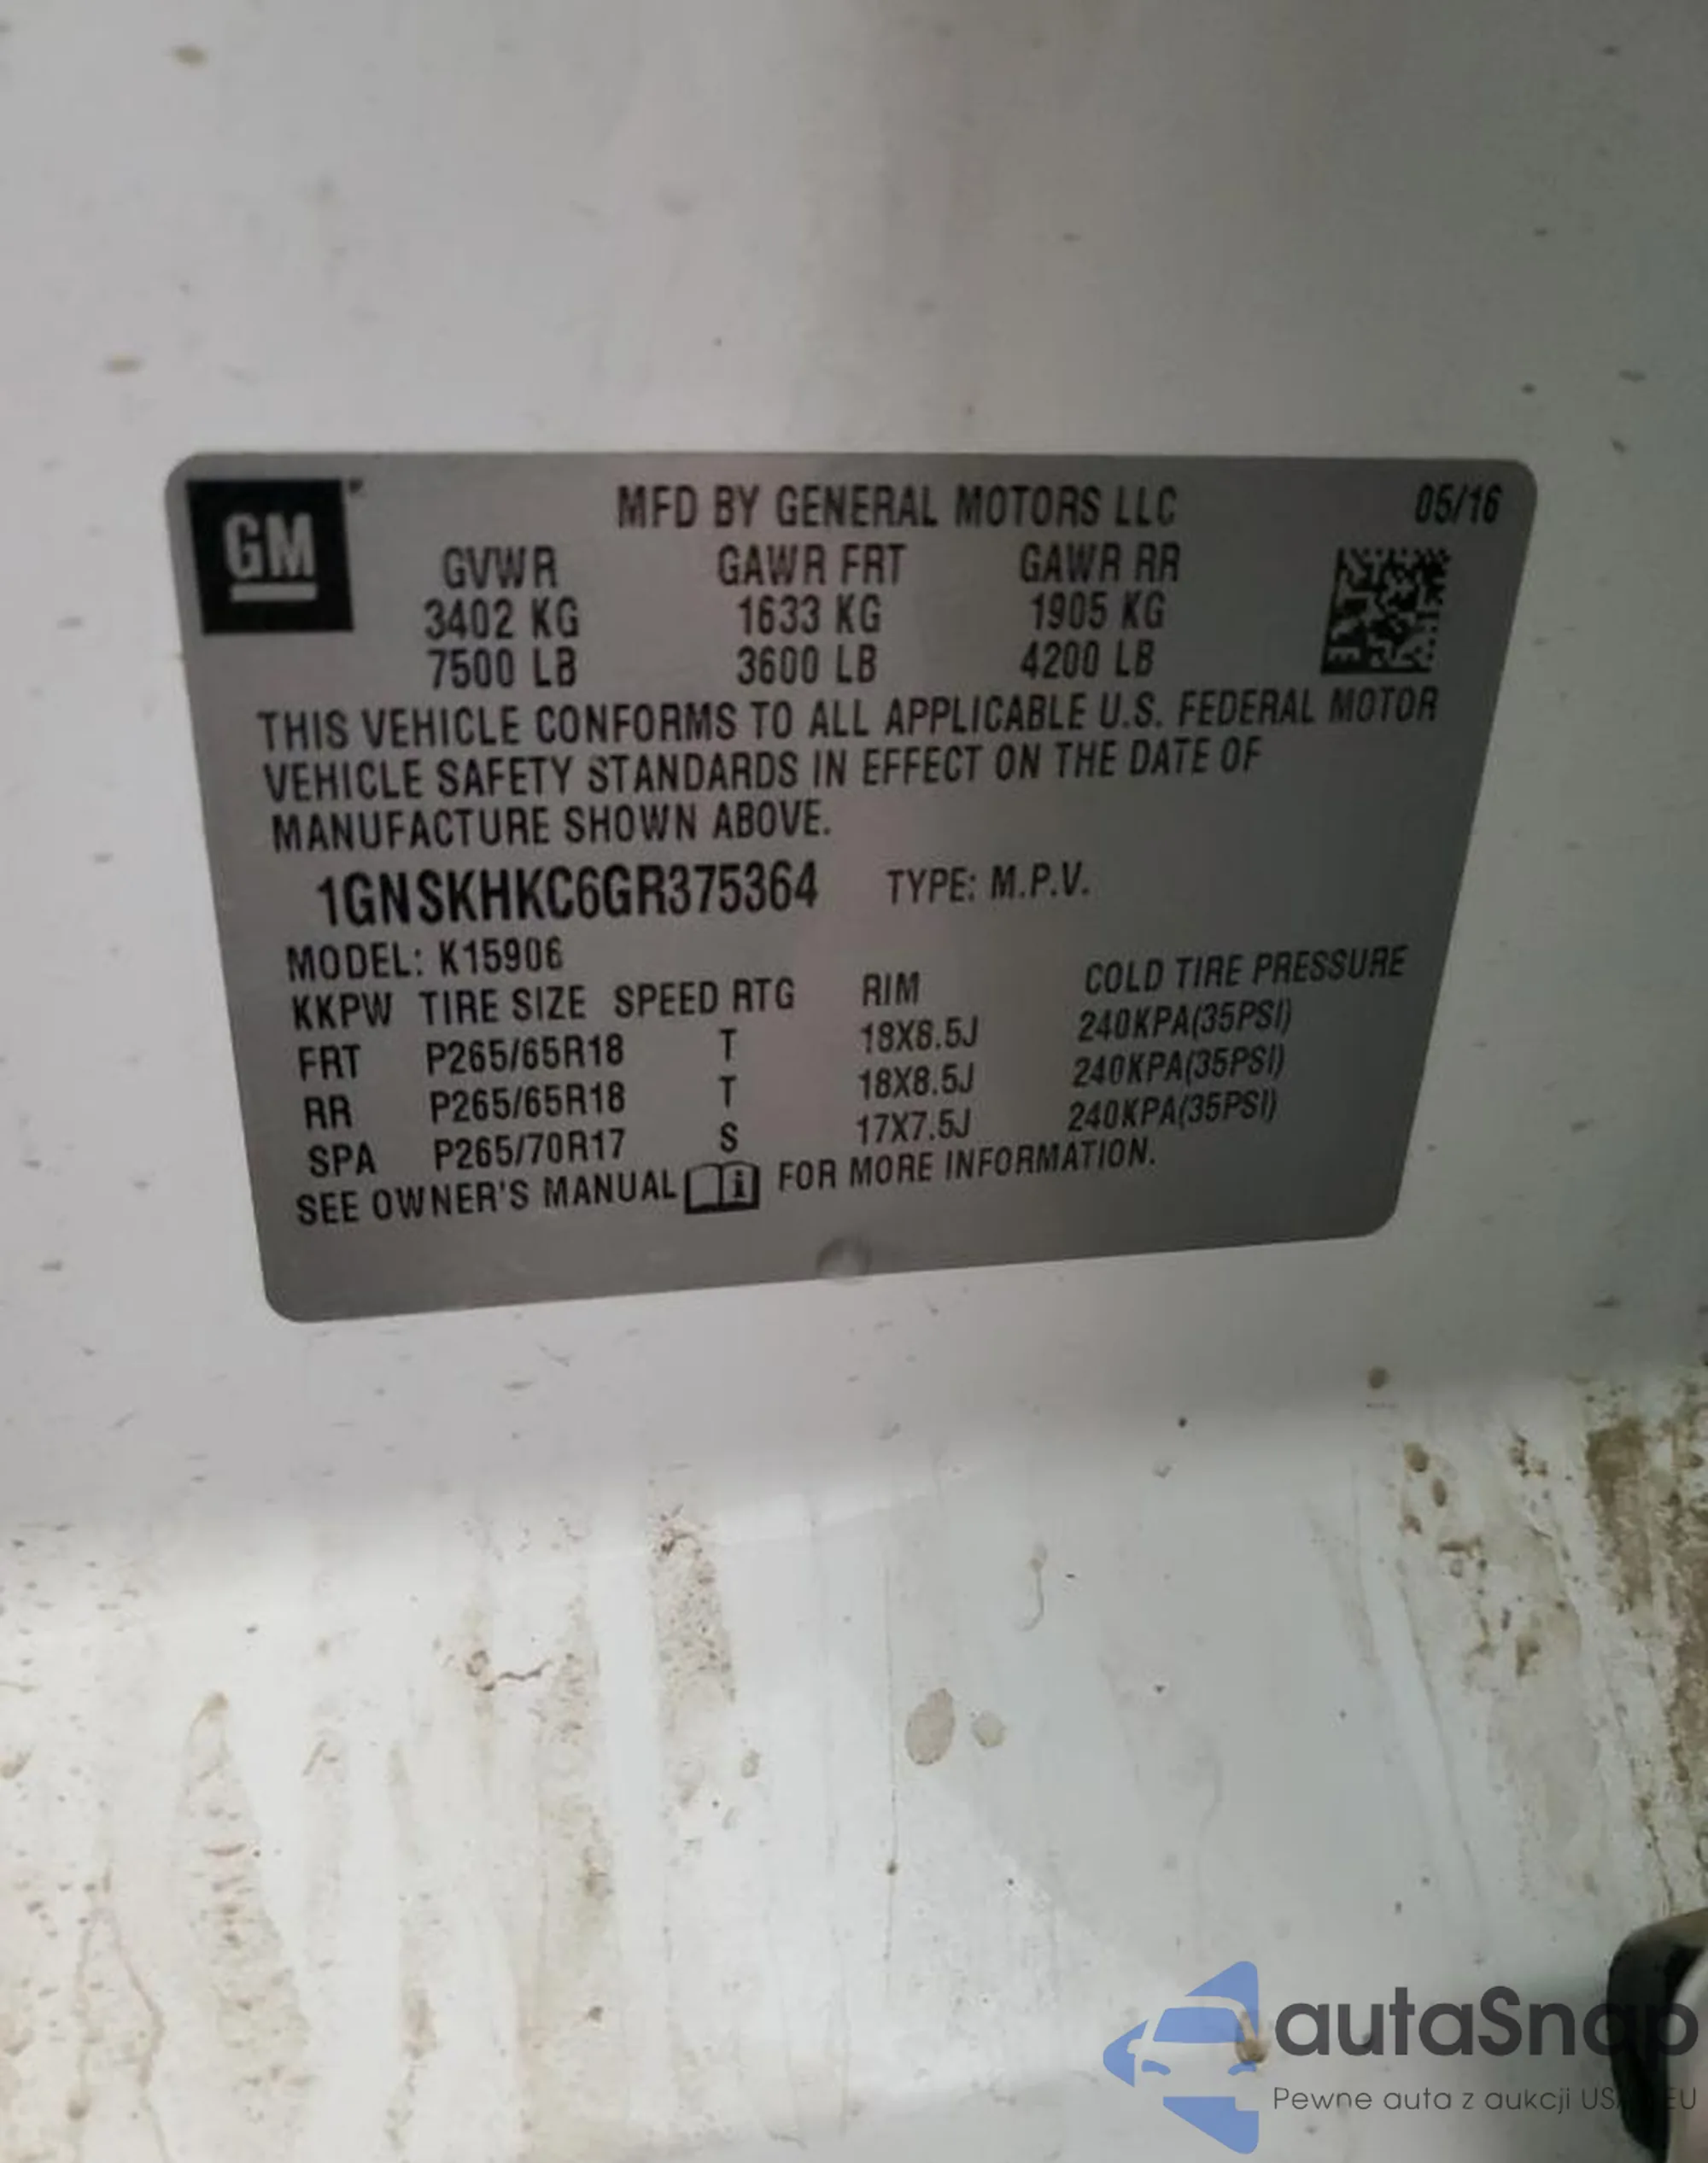 GM
MFD BY GENERAL MOTORS LLC 05/16
GVWR GAWR FRT GAWR RR
3402 KG 1633 KG 1905 KG
7500 LB 3600 LB 4200 LB
THIS VEHICLE CONFORMS TO ALL APPLICABLE U.S. FEDERAL MOTOR
VEHICLE SAFETY STANDARDS IN EFFECT ON THE DATE OF
MANUFACTURE SHOWN ABOVE.
1GNSKHKC6GR375364 TYPE: M.P.V.
MODEL: K15906
KKPW TIRE SIZE SPEED RTG RIM COLD TIRE PRESSURE
FRT P265/65R18 T 18X8.5J 240KPA(35PSI)
RR P265/65R18 T 18X8.5J 240KPA(35PSI)
SPA P265/70R17 S 17X7.5J 240KPA(35PSI)
SEE OWNER'S MANUAL FOR MORE INFORMATION.
autaSnap
Pewne auta z aukcji USA EU